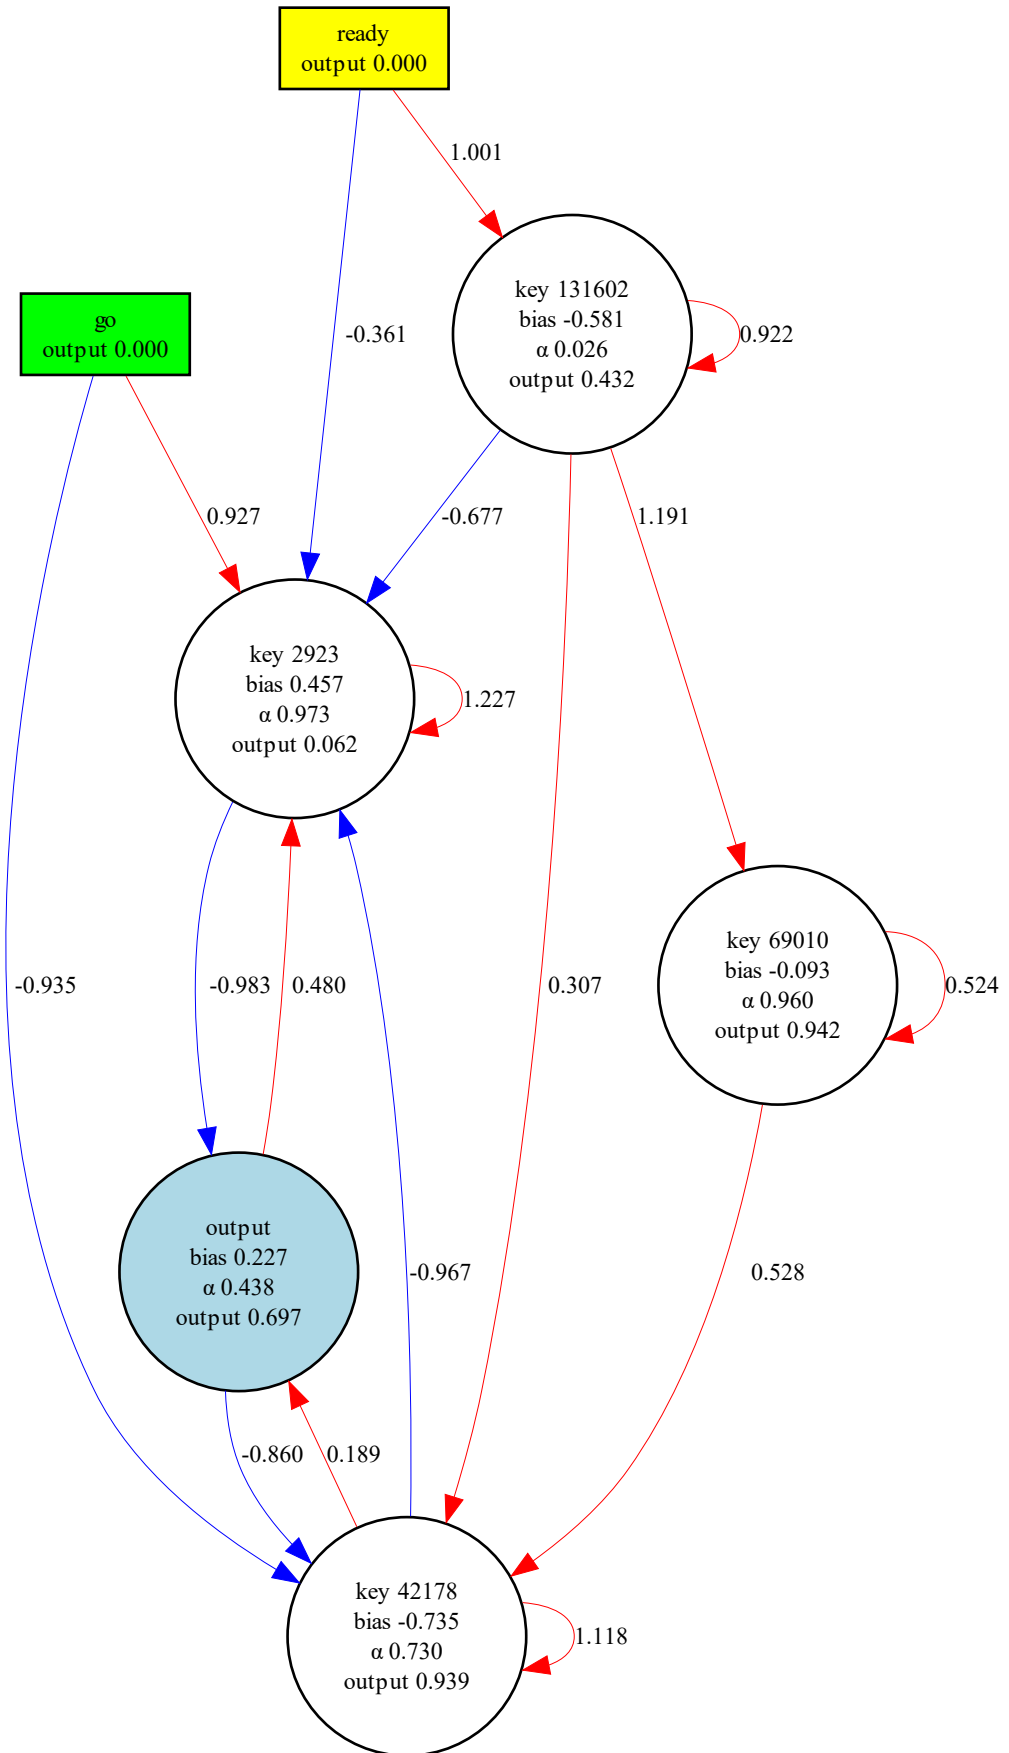 ready
output 0.000
1.001
key 131602
bias -0.581
α 0.026
output 0.432
0.922
go
output 0.000
-0.361
0.927
-0.677
1.191
key 2923
bias 0.457
α 0.973
output 0.062
1.227
key 69010
bias -0.093
α 0.960
output 0.942
0.524
-0.935
-0.983
0.480
0.307
output
bias 0.227
α 0.438
output 0.697
-0.967
0.528
-0.860
0.189
key 42178
bias -0.735
α 0.730
output 0.939
1.118